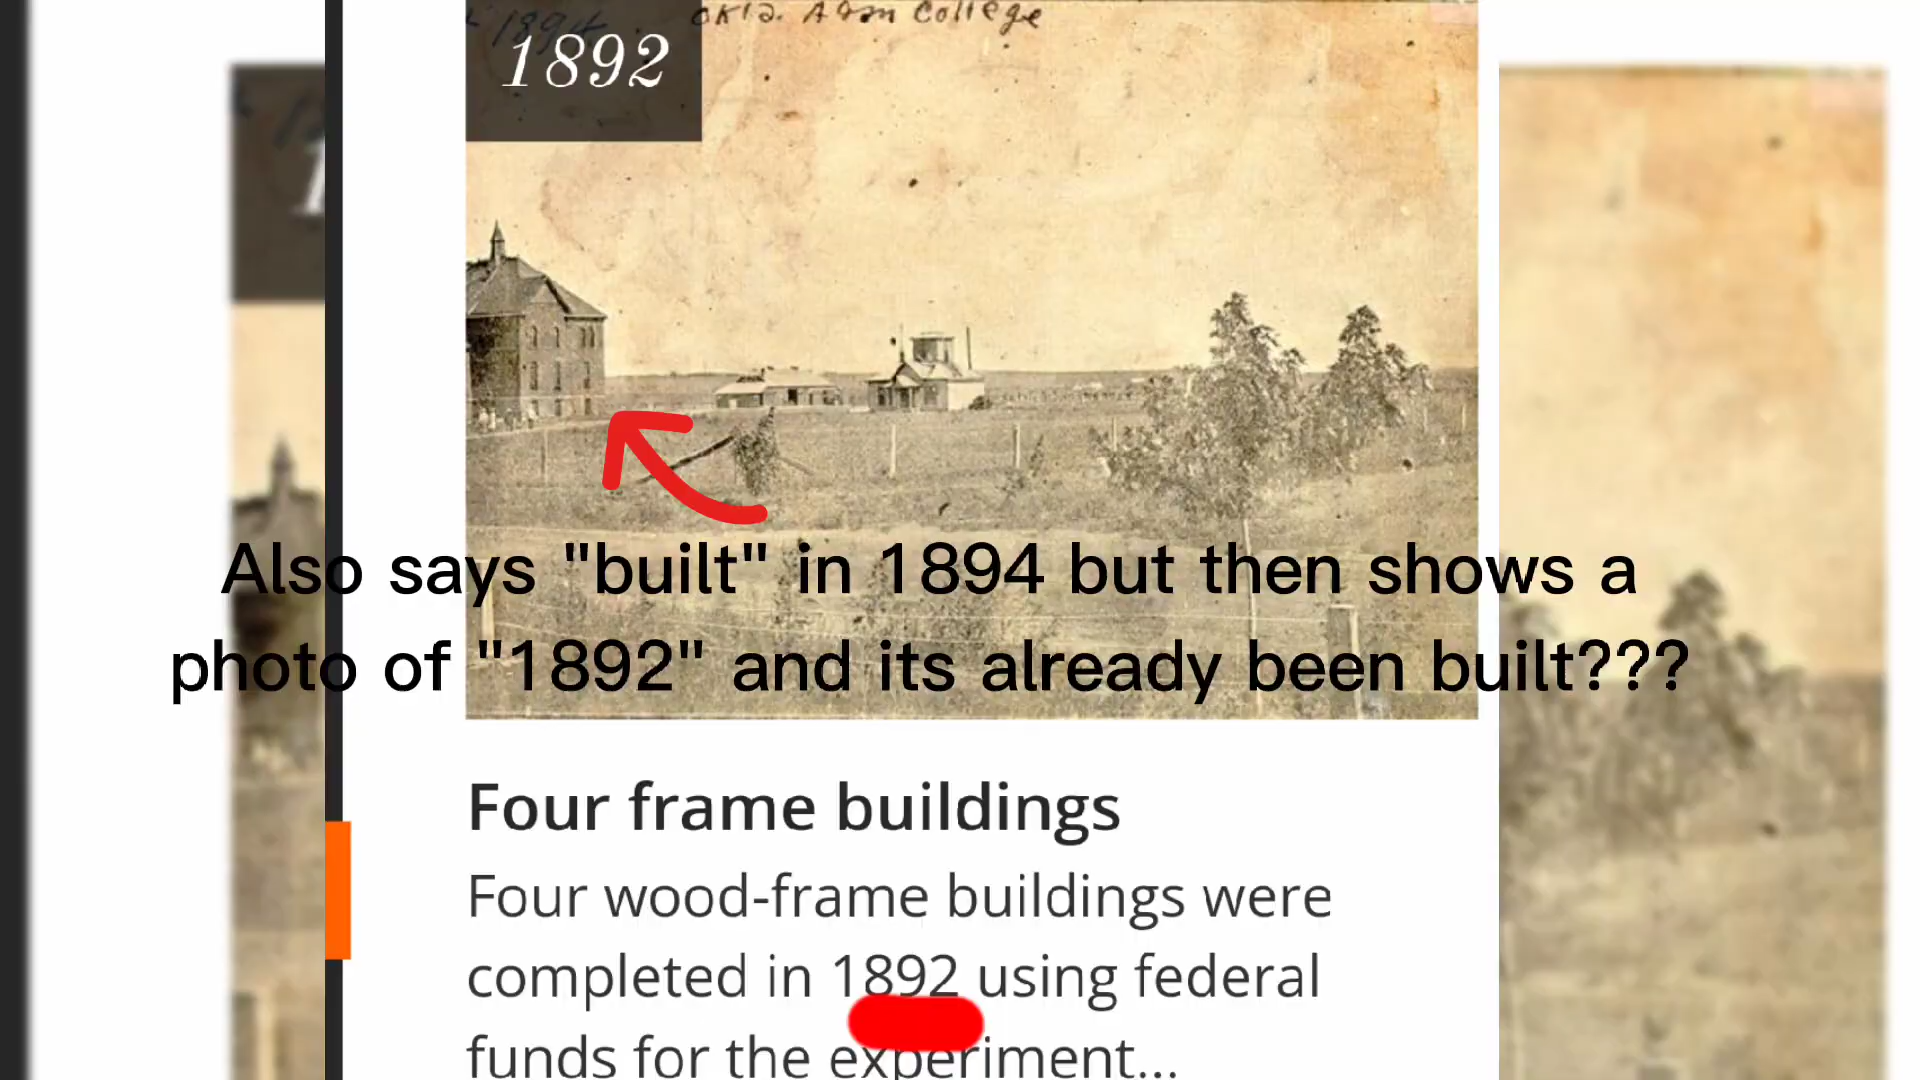 1894. Okla. A & M College
1892
Also says "built" in 1894 but then shows a
photo of "1892" and its already been built???
Four frame buildings
Four wood-frame buildings were
completed in 1892 using federal
funds for the experiment...